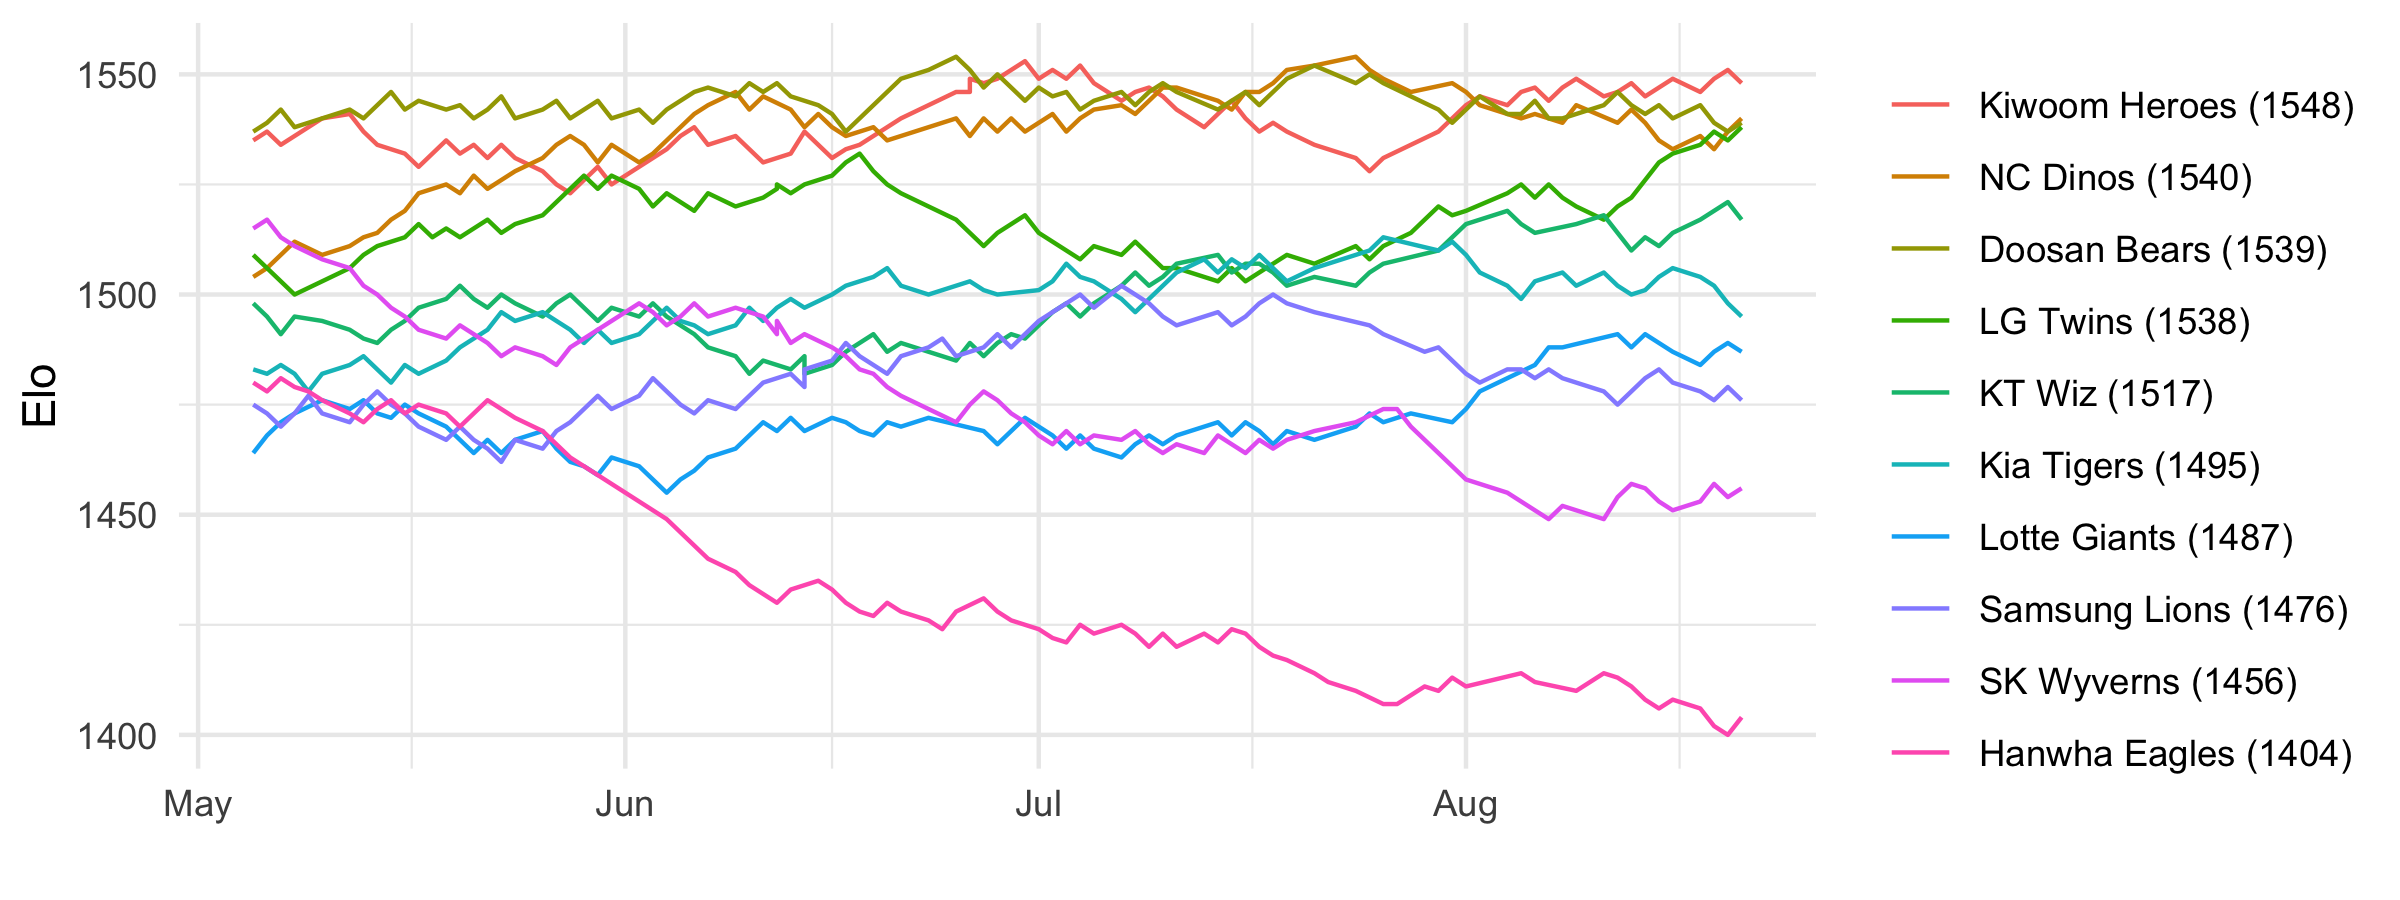 1550
1500
1450
1400
Elo
May
Jun
Jul
Aug
Kiwoom Heroes (1548)
NC Dinos (1540)
Doosan Bears (1539)
LG Twins (1538)
KT Wiz (1517)
Kia Tigers (1495)
Lotte Giants (1487)
Samsung Lions (1476)
SK Wyverns (1456)
Hanwha Eagles (1404)